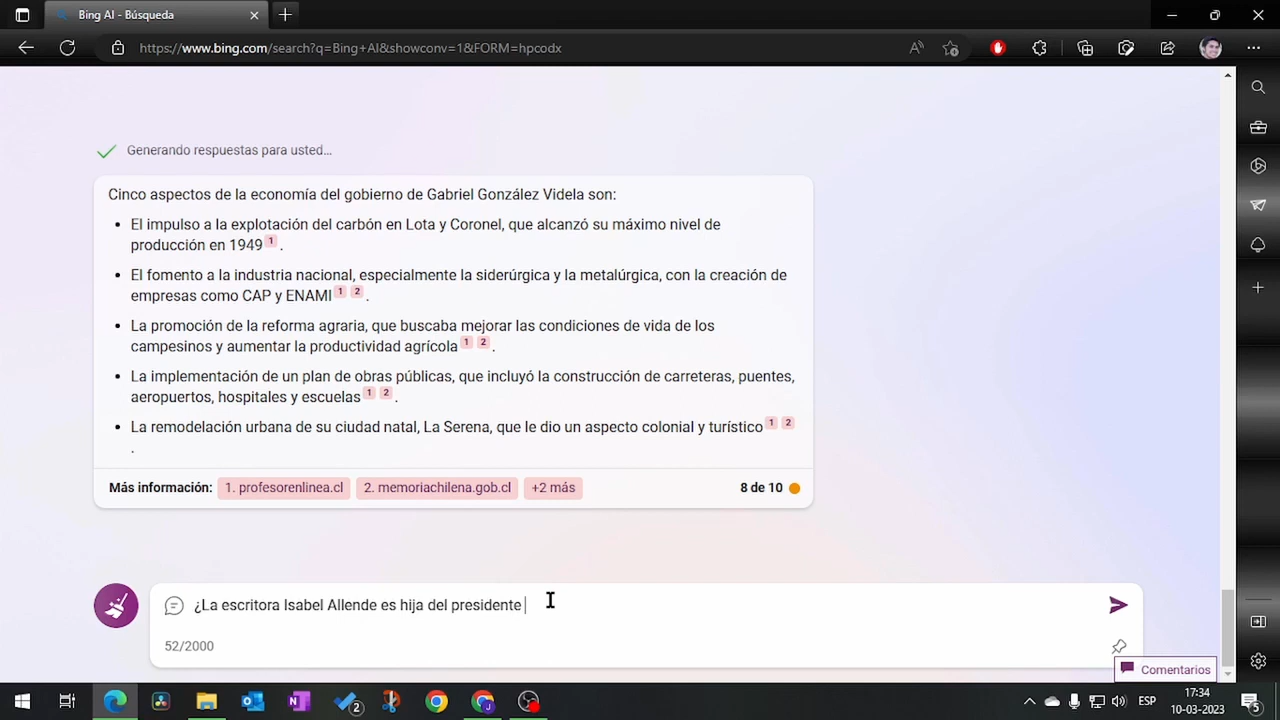 Bing AI - Búsqueda
https://www.bing.com/search?q=Bing+AI&showconv=1&FORM=hpcodx
Generando respuestas para usted...
Cinco aspectos de la economía del gobierno de Gabriel González Videla son:
• El impulso a la explotación del carbón en Lota y Coronel, que alcanzó su máximo nivel de
producción en 1949 1 .
• El fomento a la industria nacional, especialmente la siderúrgica y la metalúrgica, con la creación de
empresas como CAP y ENAMI 1 2 .
• La promoción de la reforma agraria, que buscaba mejorar las condiciones de vida de los
campesinos y aumentar la productividad agrícola 1 2 .
• La implementación de un plan de obras públicas, que incluyó la construcción de carreteras, puentes,
aeropuertos, hospitales y escuelas 1 2 .
• La remodelación urbana de su ciudad natal, La Serena, que le dio un aspecto colonial y turístico 1 2
.
Más información: 1. profesorenlinea.cl 2. memoriachilena.gob.cl +2 más 8 de 10
¿La escritora Isabel Allende es hija del presidente
52/2000
Comentarios
2 ESP 17:34
10-03-2023 5